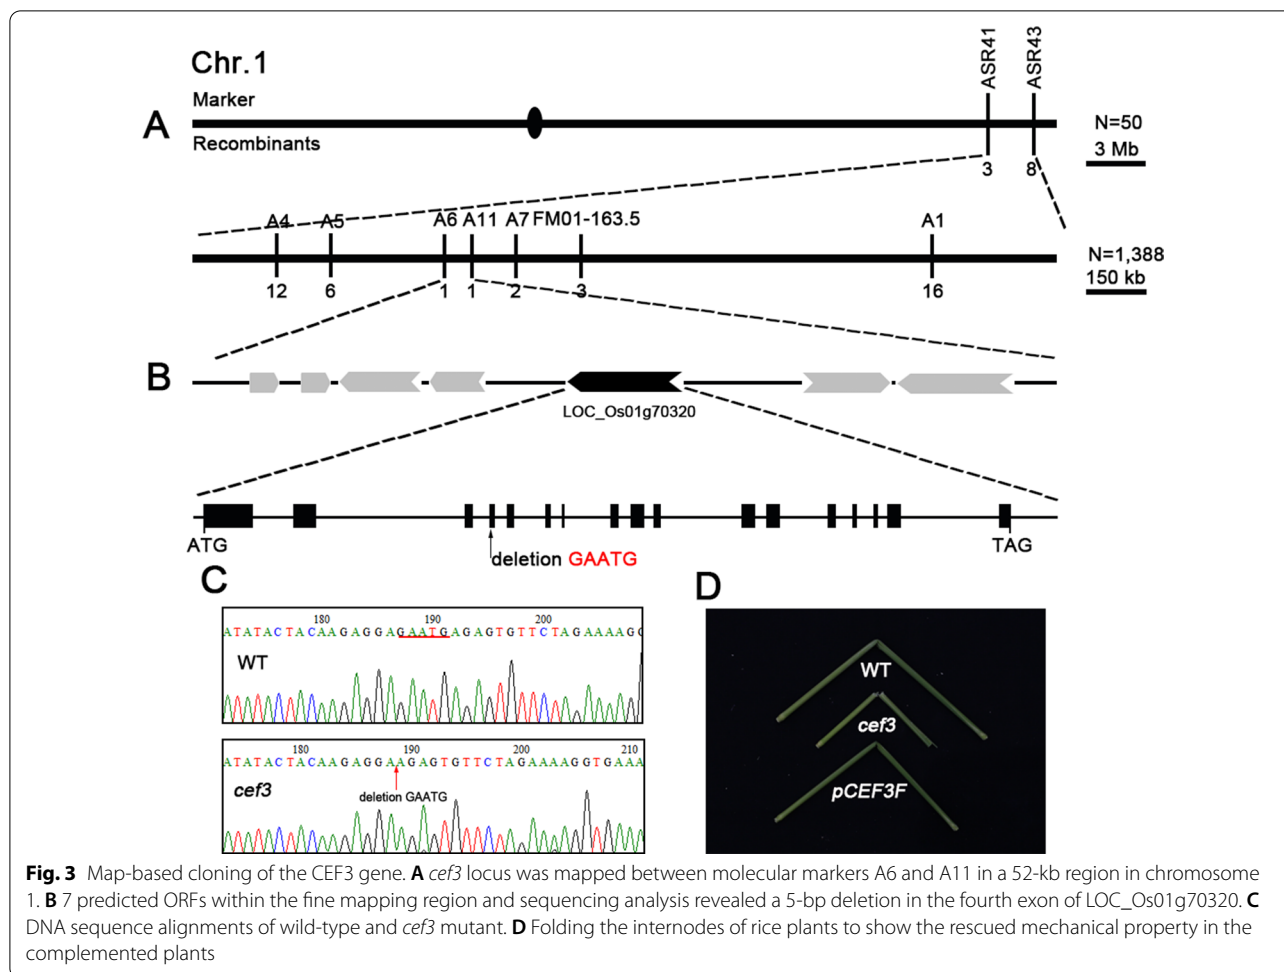 Chr.1
ASR41 ASR43
Marker
A
N=50
Recombinants
3 Mb
3 8
A4 A5 A6 A11 A7 FM01-163.5 A1
N=1,388
12 6 1 1 2 3 16
150 kb
B
LOC_Os01g70320
ATG TAG
deletion GAATG
C
180 190 200
ATATACTACAAGAGGAGAATGAGAGTGTTCTAGAAAAGG
WT
180 190 200 210
ATATACTACAAGAGGAAGAGTGTTCTAGAAAAGGTGAAA
cef3
deletion GAATG
D
WT
cef3
pCEF3F
Fig. 3 Map-based cloning of the CEF3 gene. A cef3 locus was mapped between molecular markers A6 and A11 in a 52-kb region in chromosome
1. B 7 predicted ORFs within the fine mapping region and sequencing analysis revealed a 5-bp deletion in the fourth exon of LOC_Os01g70320. C
DNA sequence alignments of wild-type and cef3 mutant. D Folding the internodes of rice plants to show the rescued mechanical property in the
complemented plants